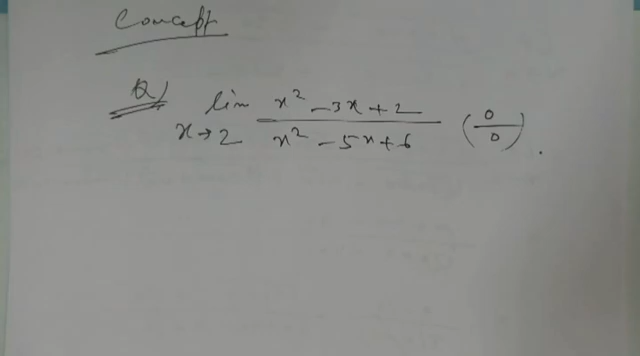 Concept
Q) lim x→2 (x² - 3x + 2)/(x² - 5x + 6) (0/0).